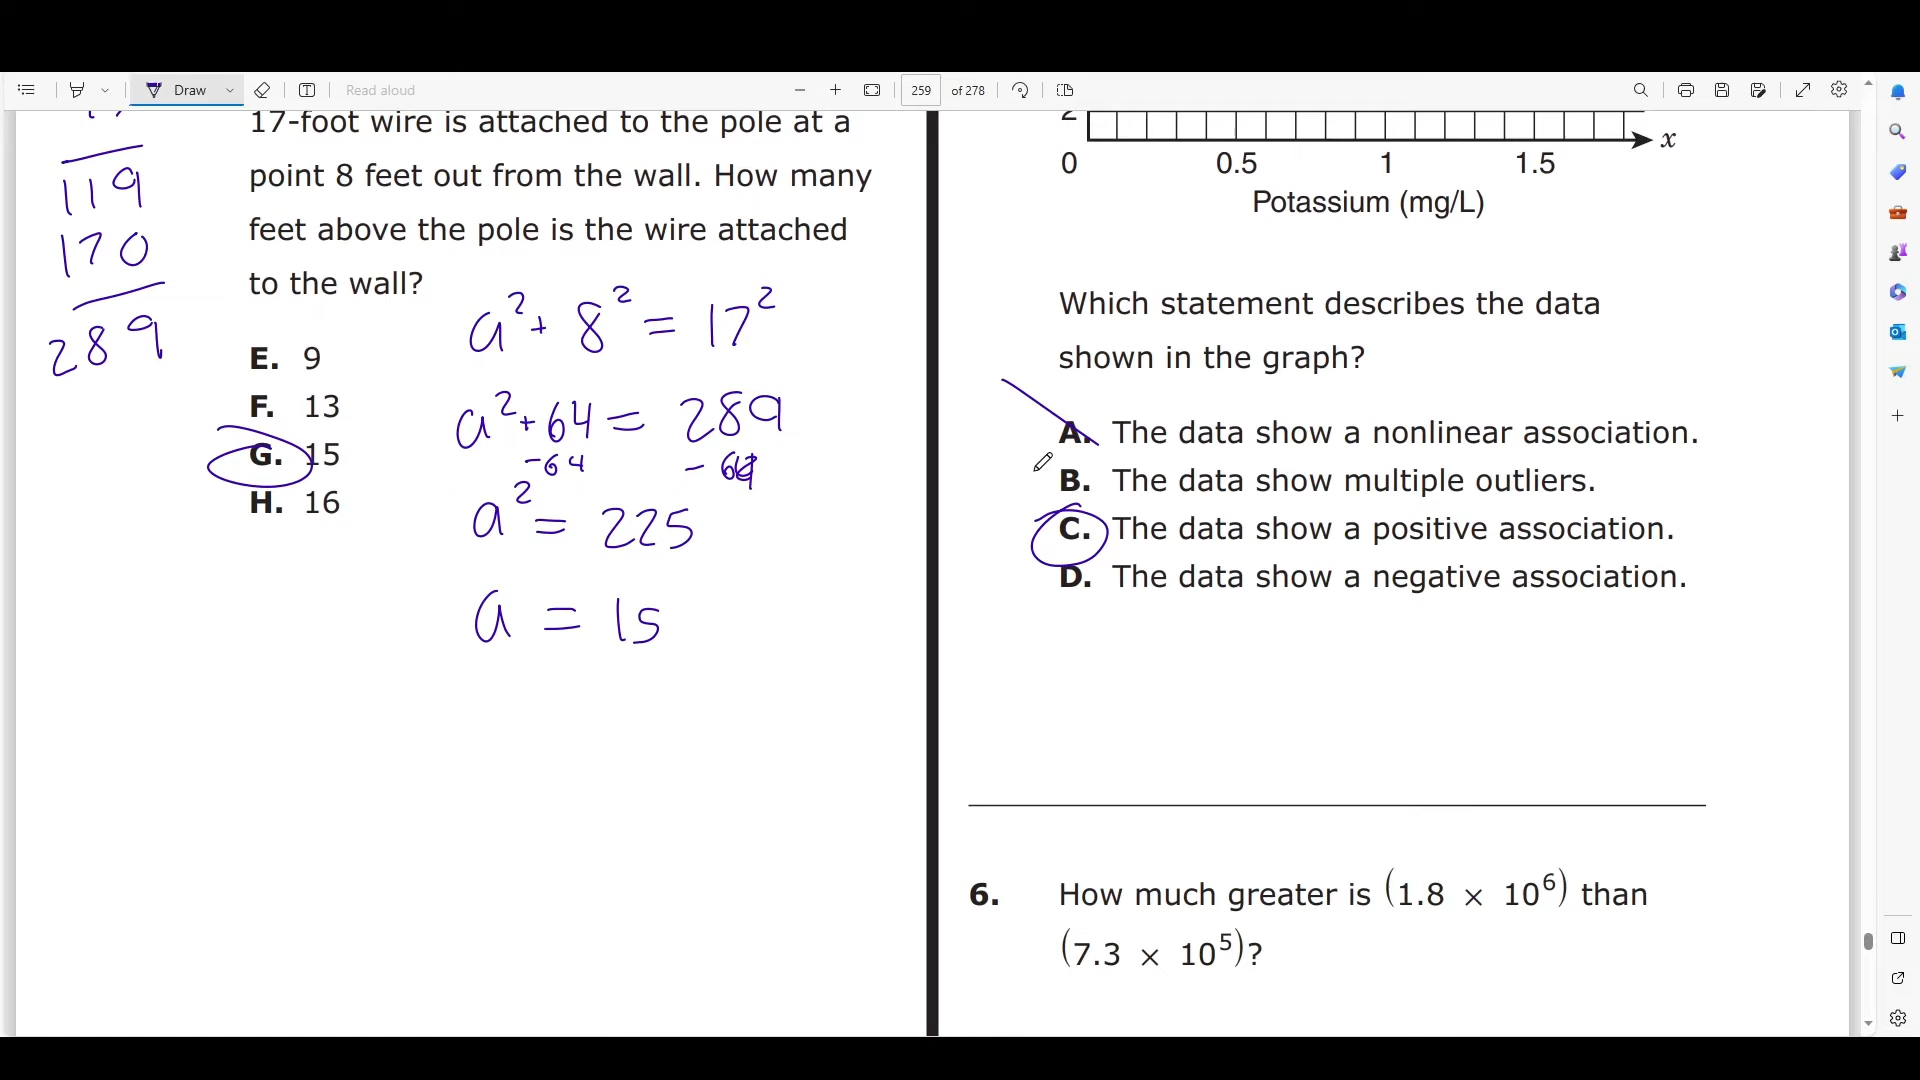 Draw
Read aloud
259 of 278
119
170
289
17-foot wire is attached to the pole at a
point 8 feet out from the wall. How many
feet above the pole is the wire attached
to the wall?
E. 9
F. 13
G. 15
H. 16
a² + 8² = 17²
a² + 64 = 289
-64 - 64
a² = 225
a = 15
2
0 0.5 1 1.5 x
Potassium (mg/L)
Which statement describes the data
shown in the graph?
A. The data show a nonlinear association.
B. The data show multiple outliers.
C. The data show a positive association.
D. The data show a negative association.
6. How much greater is (1.8 × 10⁶) than
(7.3 × 10⁵)?